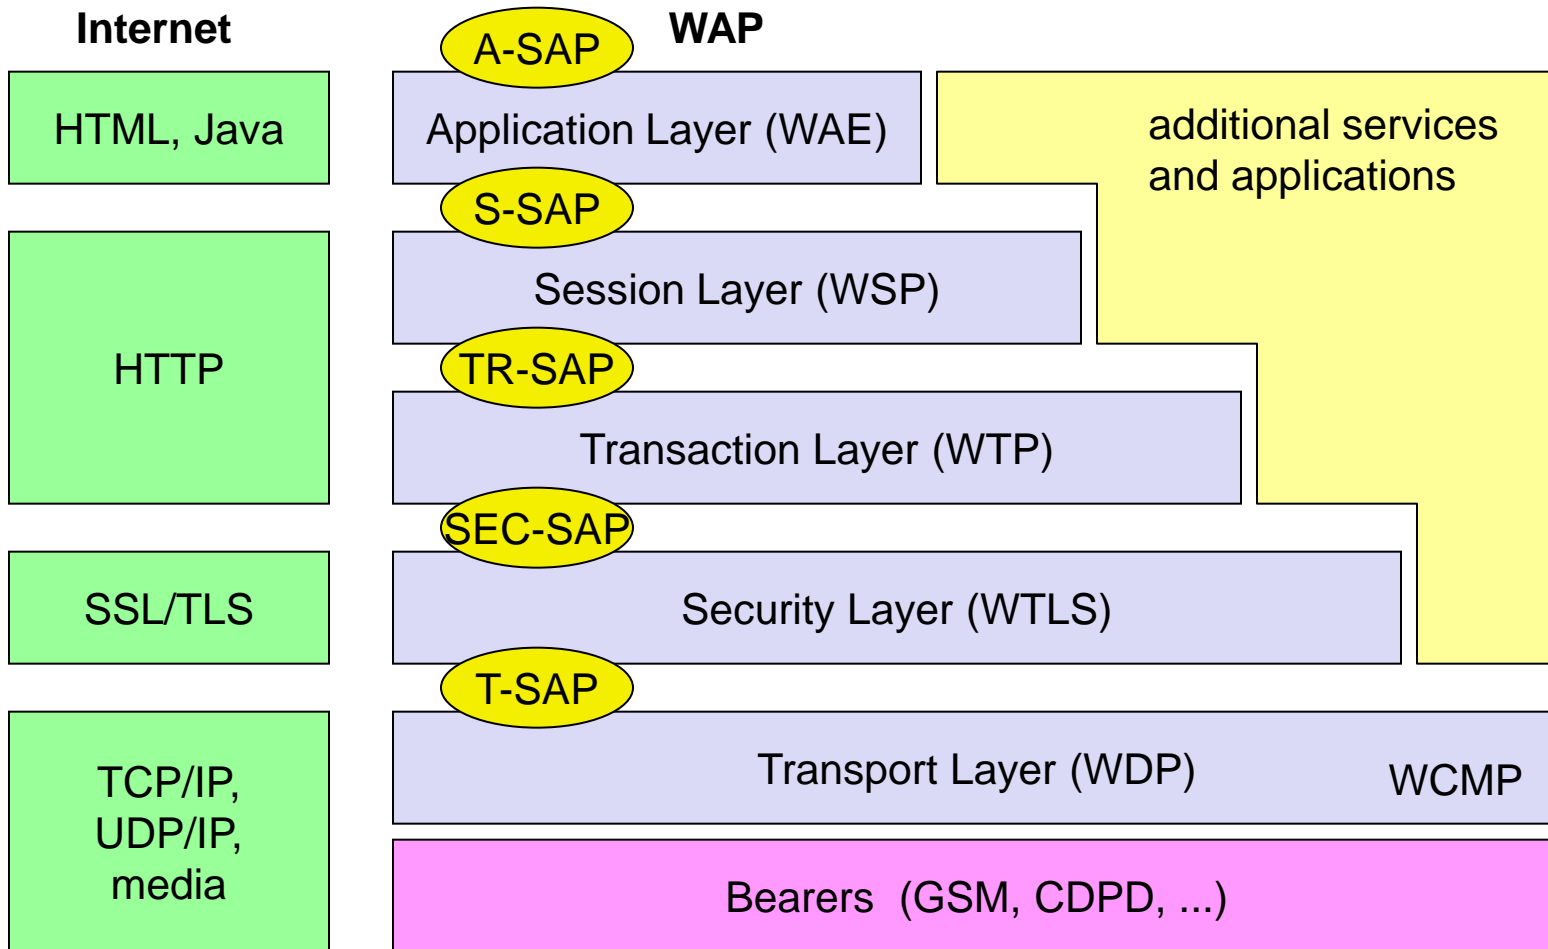 Internet
WAP
A-SAP
HTML, Java
Application Layer (WAE)
additional services
and applications
S-SAP
Session Layer (WSP)
HTTP
TR-SAP
Transaction Layer (WTP)
SEC-SAP
SSL/TLS
Security Layer (WTLS)
T-SAP
TCP/IP,
UDP/IP,
media
Transport Layer (WDP)
WCMP
Bearers (GSM, CDPD, ...)